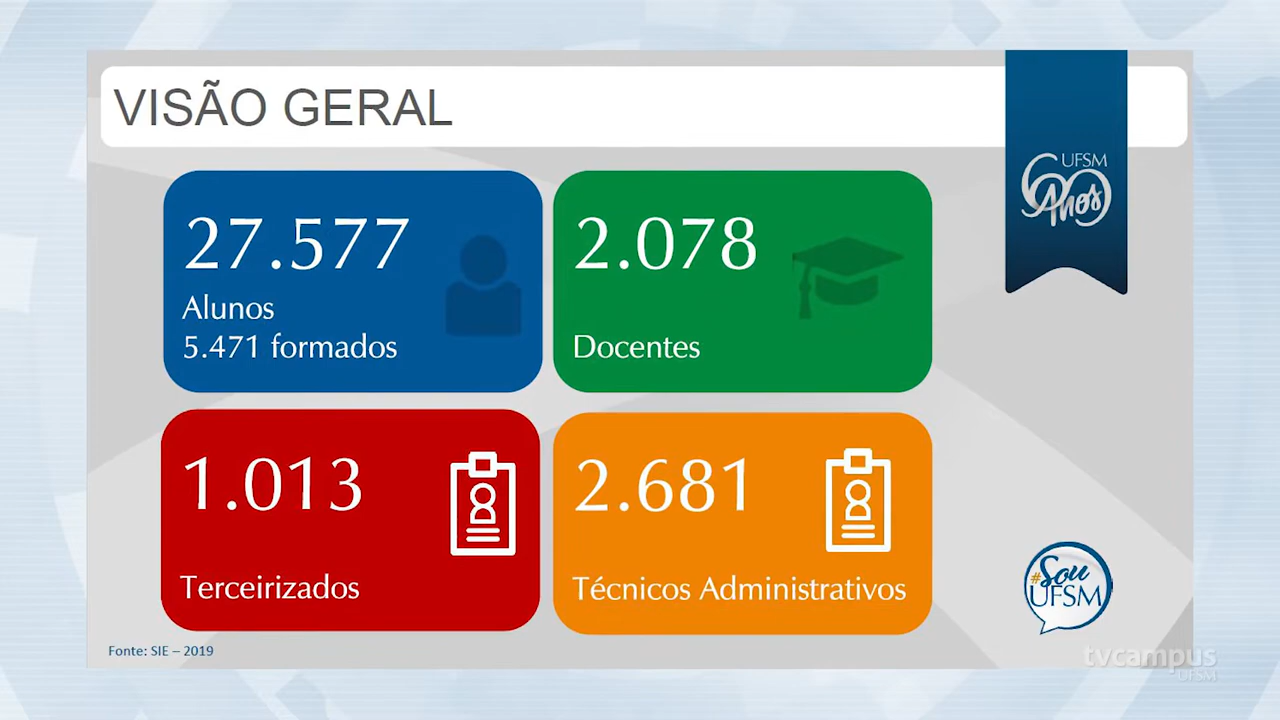 VISÃO GERAL
UFSM
60 Anos
27.577
Alunos
5.471 formados
2.078
Docentes
1.013
Terceirizados
2.681
Técnicos Administrativos
#Sou
UFSM
Fonte: SIE – 2019
tvcampus
UFSM